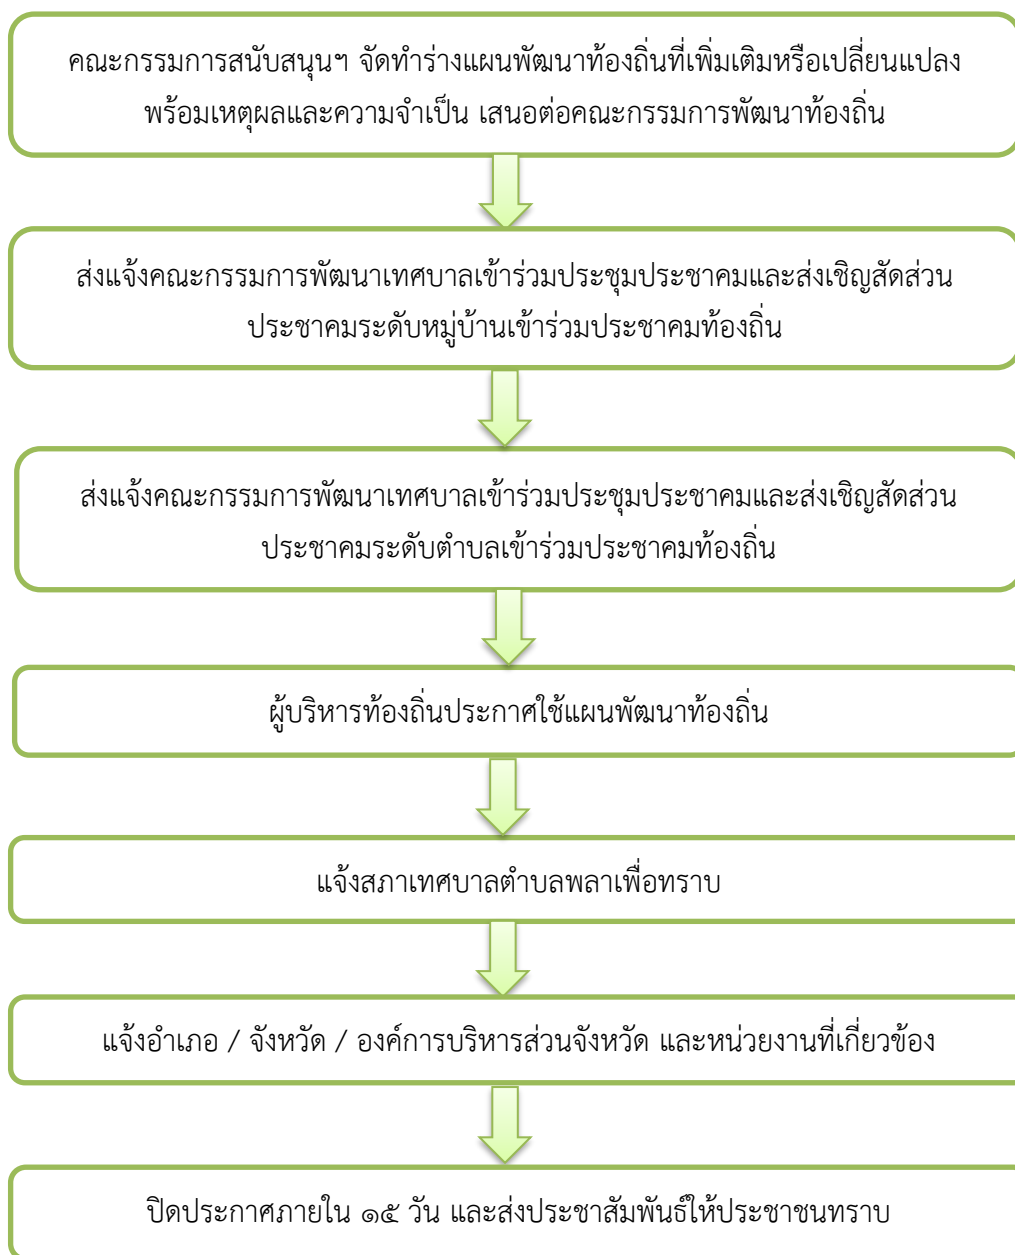 คณะกรรมการสนับสนุนฯ จัดทำร่างแผนพัฒนาท้องถิ่นที่เพิ่มเติมหรือเปลี่ยนแปลง
พร้อมเหตุผลและความจำเป็น เสนอต่อคณะกรรมการพัฒนาท้องถิ่น
ส่งแจ้งคณะกรรมการพัฒนาเทศบาลเข้าร่วมประชุมประชาคมและส่งเชิญสัดส่วน
ประชาคมระดับหมู่บ้านเข้าร่วมประชาคมท้องถิ่น
ส่งแจ้งคณะกรรมการพัฒนาเทศบาลเข้าร่วมประชุมประชาคมและส่งเชิญสัดส่วน
ประชาคมระดับตำบลเข้าร่วมประชาคมท้องถิ่น
ผู้บริหารท้องถิ่นประกาศใช้แผนพัฒนาท้องถิ่น
แจ้งสภาเทศบาลตำบลพลาเพื่อทราบ
แจ้งอำเภอ / จังหวัด / องค์การบริหารส่วนจังหวัด และหน่วยงานที่เกี่ยวข้อง
ปิดประกาศภายใน ๑๕ วัน และส่งประชาสัมพันธ์ให้ประชาชนทราบ